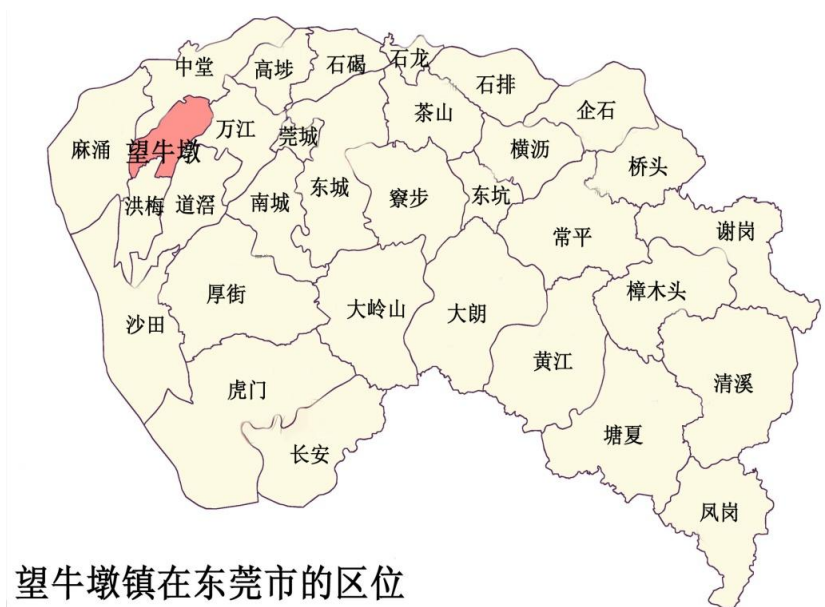 中堂
高埗
石碣
石龙
石排
企石
茶山
麻涌
望牛墩
万江
莞城
横沥
桥头
洪梅
道滘
南城
东城
寮步
东坑
常平
谢岗
厚街
大岭山
大朗
樟木头
沙田
黄江
清溪
虎门
塘夏
长安
凤岗
望牛墩镇在东莞市的区位